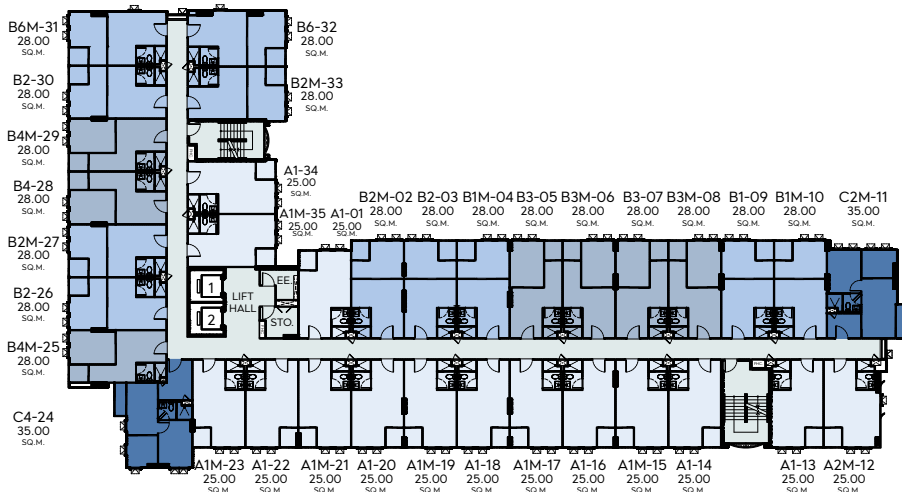 B6M-31
28.00
SQ.M.
B2-30
28.00
SQ.M.
B4M-29
28.00
SQ.M.
B4-28
28.00
SQ.M.
B2M-27
28.00
SQ.M.
B2-26
28.00
SQ.M.
B4M-25
28.00
SQ.M.
C4-24
35.00
SQ.M.
B6-32
28.00
SQ.M.
B2M-33
28.00
SQ.M.
A1-34
25.00
SQ.M.
A1M-35
25.00
SQ.M.
A1-01
25.00
SQ.M.
B2M-02
28.00
SQ.M.
B2-03
28.00
SQ.M.
B1M-04
28.00
SQ.M.
B3-05
28.00
SQ.M.
B3M-06
28.00
SQ.M.
B3-07
28.00
SQ.M.
B3M-08
28.00
SQ.M.
B1-09
28.00
SQ.M.
B1M-10
28.00
SQ.M.
C2M-11
35.00
SQ.M.
1
2
LIFT
HALL
EE.
STO.
A1M-23
25.00
SQ.M.
A1-22
25.00
SQ.M.
A1M-21
25.00
SQ.M.
A1-20
25.00
SQ.M.
A1M-19
25.00
SQ.M.
A1-18
25.00
SQ.M.
A1M-17
25.00
SQ.M.
A1-16
25.00
SQ.M.
A1M-15
25.00
SQ.M.
A1-14
25.00
SQ.M.
A1-13
25.00
SQ.M.
A2M-12
25.00
SQ.M.